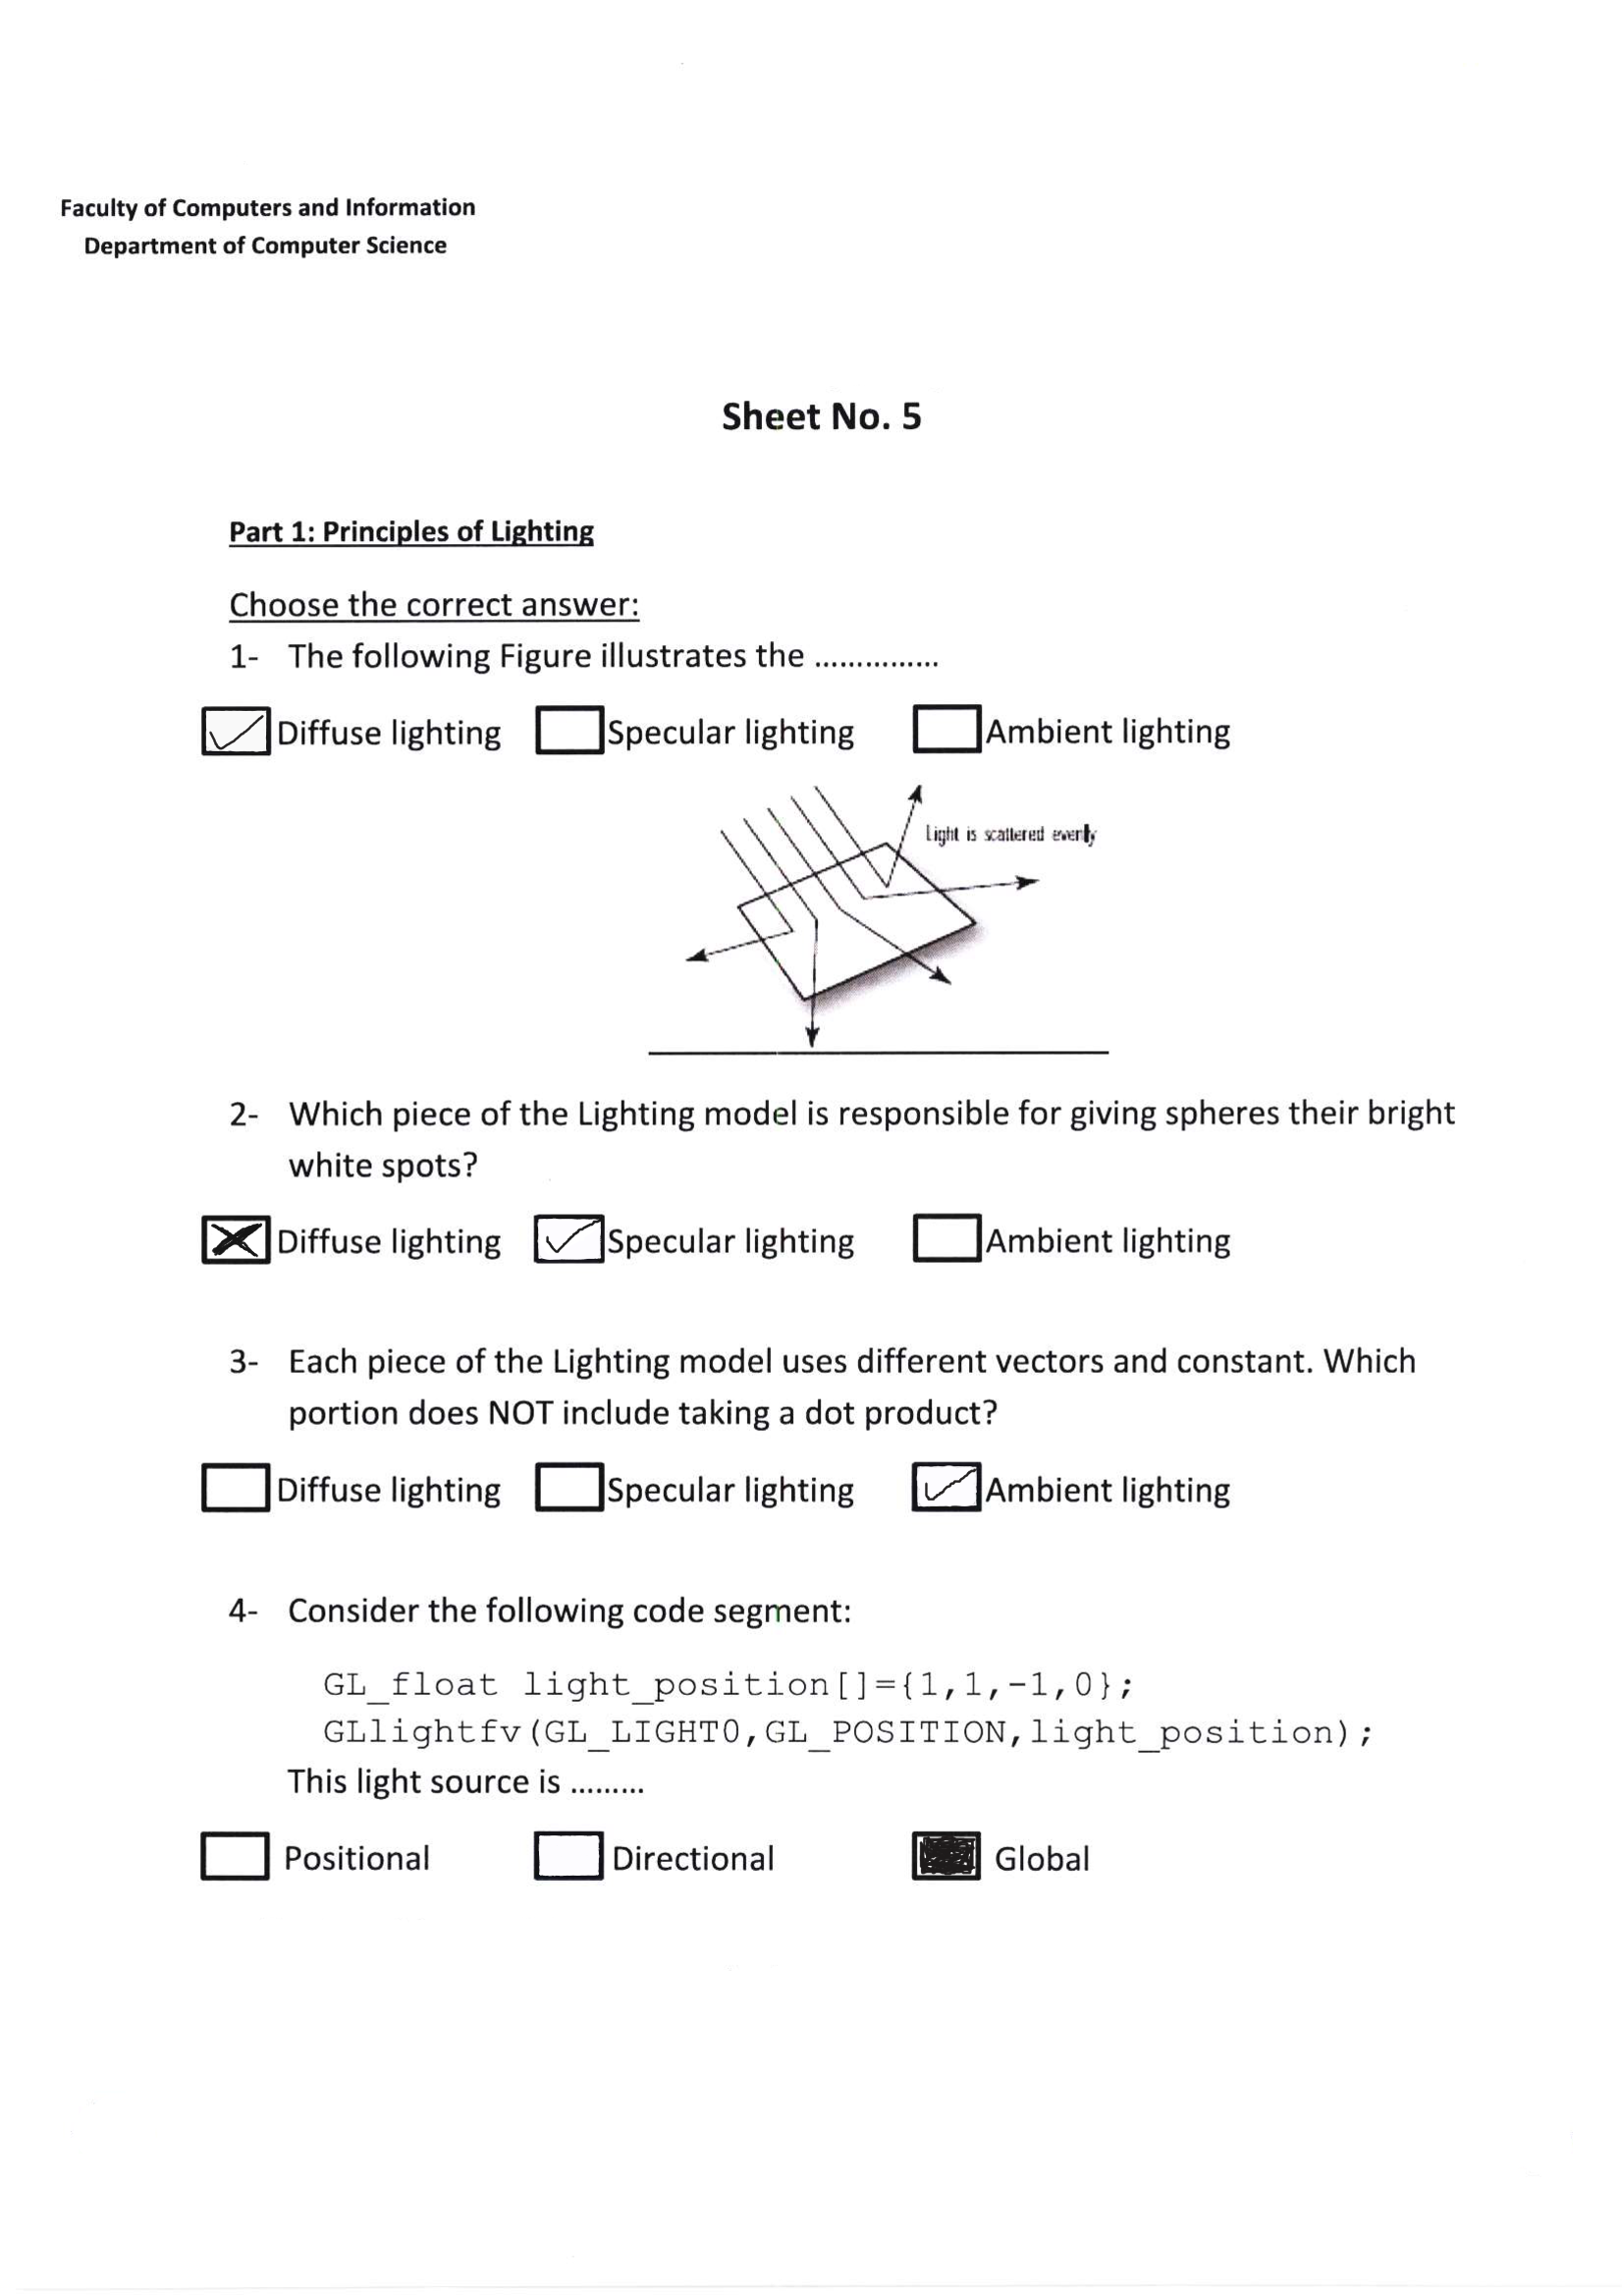 Faculty of Computers and Information
Department of Computer Science
Sheet No. 5
Part 1: Principles of Lighting
Choose the correct answer:
1- The following Figure illustrates the ...............
Diffuse lighting Specular lighting Ambient lighting
Light is scattered evenly
2- Which piece of the Lighting model is responsible for giving spheres their bright
white spots?
Diffuse lighting Specular lighting Ambient lighting
3- Each piece of the Lighting model uses different vectors and constant. Which
portion does NOT include taking a dot product?
Diffuse lighting Specular lighting Ambient lighting
4- Consider the following code segment:
GL_float light_position[]={1,1,-1,0};
GLlightfv(GL_LIGHT0,GL_POSITION,light_position);
This light source is .........
Positional Directional Global